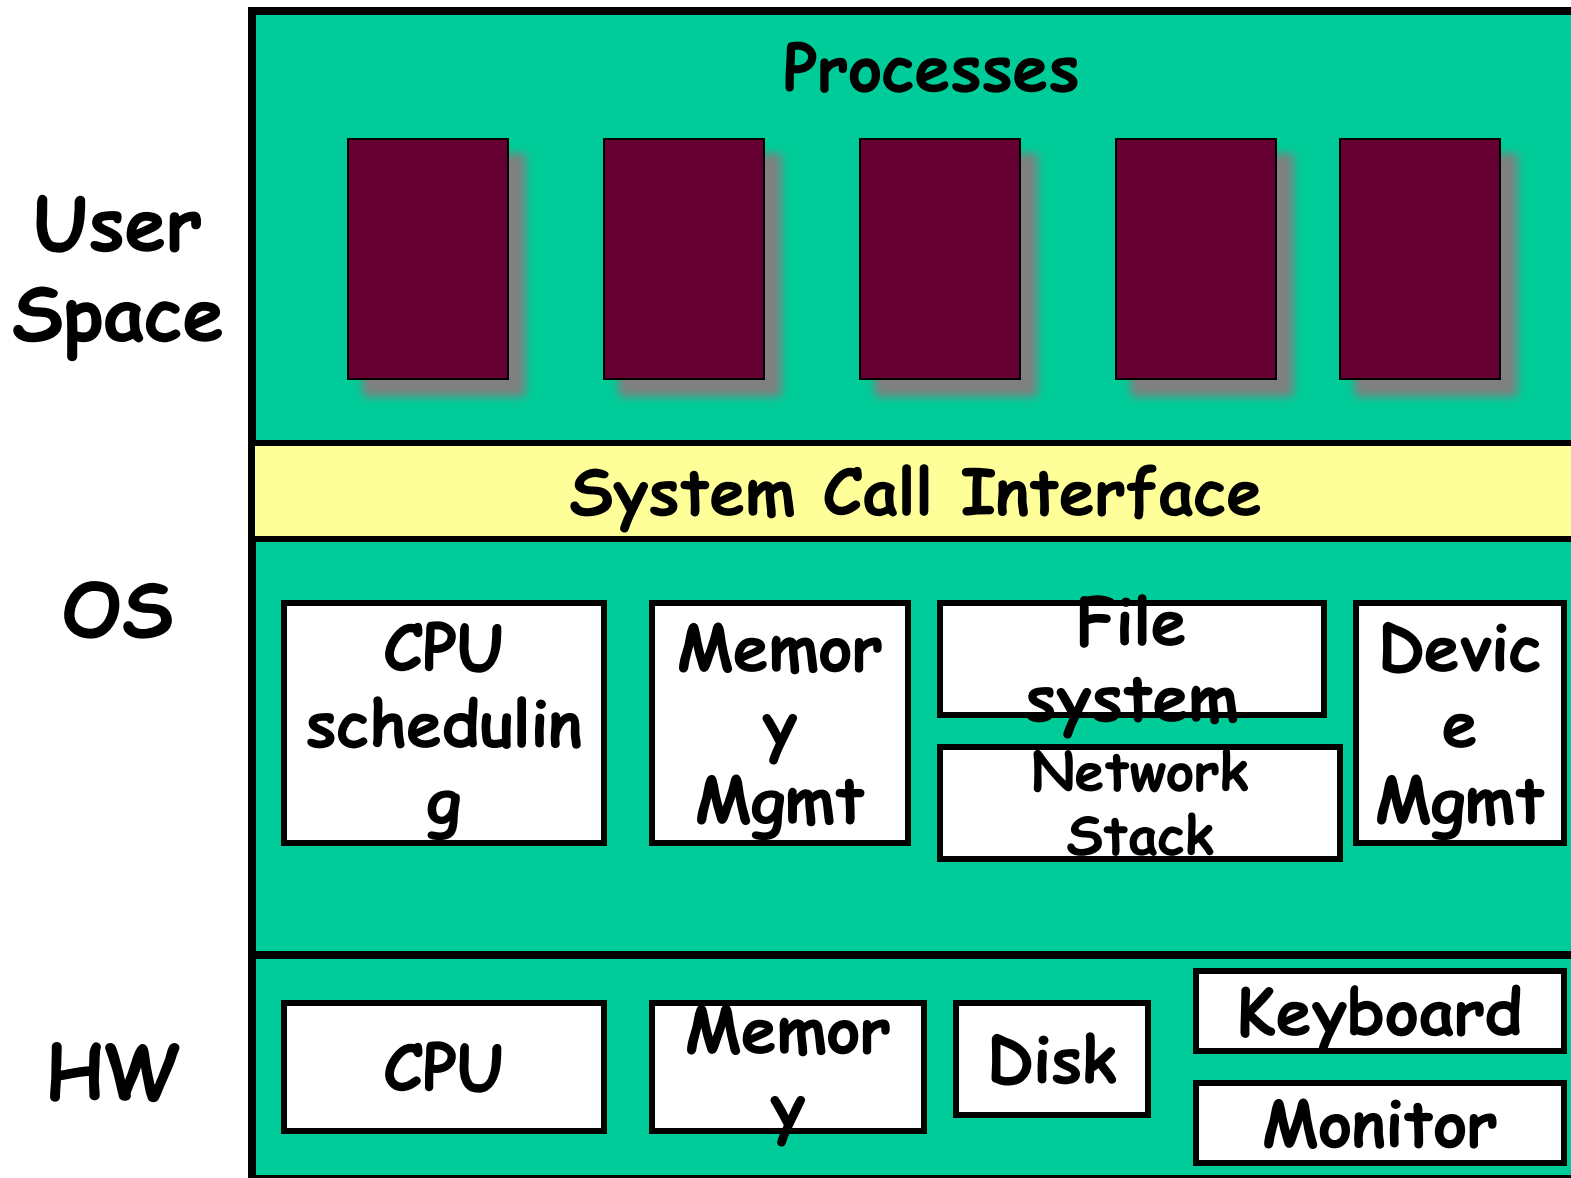 Processes
User
Space
System Call Interface
OS
CPU
schedulin
g
Memor
y
Mgmt
File
system
Network
Stack
Devic
e
Mgmt
HW
CPU
Memor
y
Disk
Keyboard
Monitor